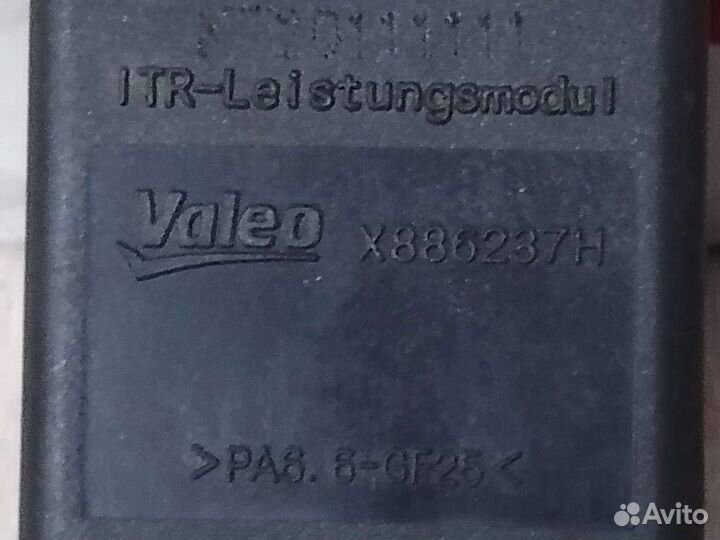 ITR-Leistungsmodul
Valeo X886237H
>PA6.6-GF25<
Avito